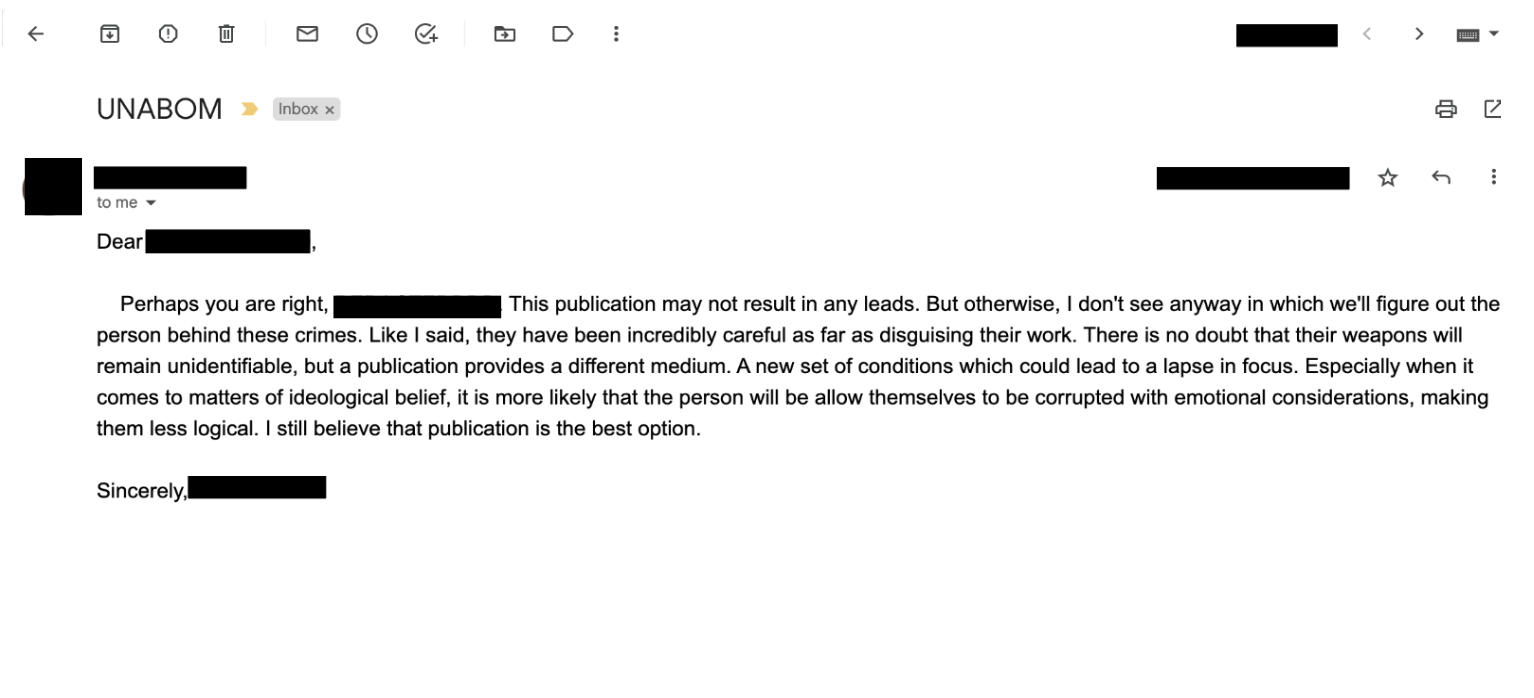 UNABOM Inbox x
to me
Dear ,
Perhaps you are right, This publication may not result in any leads. But otherwise, I don't see anyway in which we'll figure out the
person behind these crimes. Like I said, they have been incredibly careful as far as disguising their work. There is no doubt that their weapons will
remain unidentifiable, but a publication provides a different medium. A new set of conditions which could lead to a lapse in focus. Especially when it
comes to matters of ideological belief, it is more likely that the person will be allow themselves to be corrupted with emotional considerations, making
them less logical. I still believe that publication is the best option.
Sincerely,